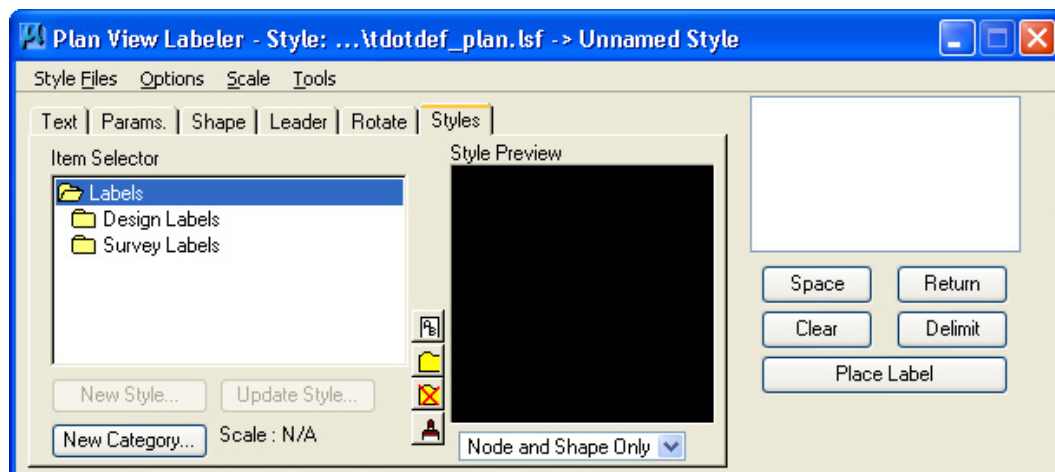 Plan View Labeler - Style: ...\tdotdef_plan.lsf -> Unnamed Style
Style Files Options Scale Tools
Text Params. Shape Leader Rotate Styles
Item Selector
Style Preview
Labels
Design Labels
Survey Labels
Space Return
Clear Delimit
Place Label
New Style... Update Style...
New Category... Scale : N/A
Node and Shape Only